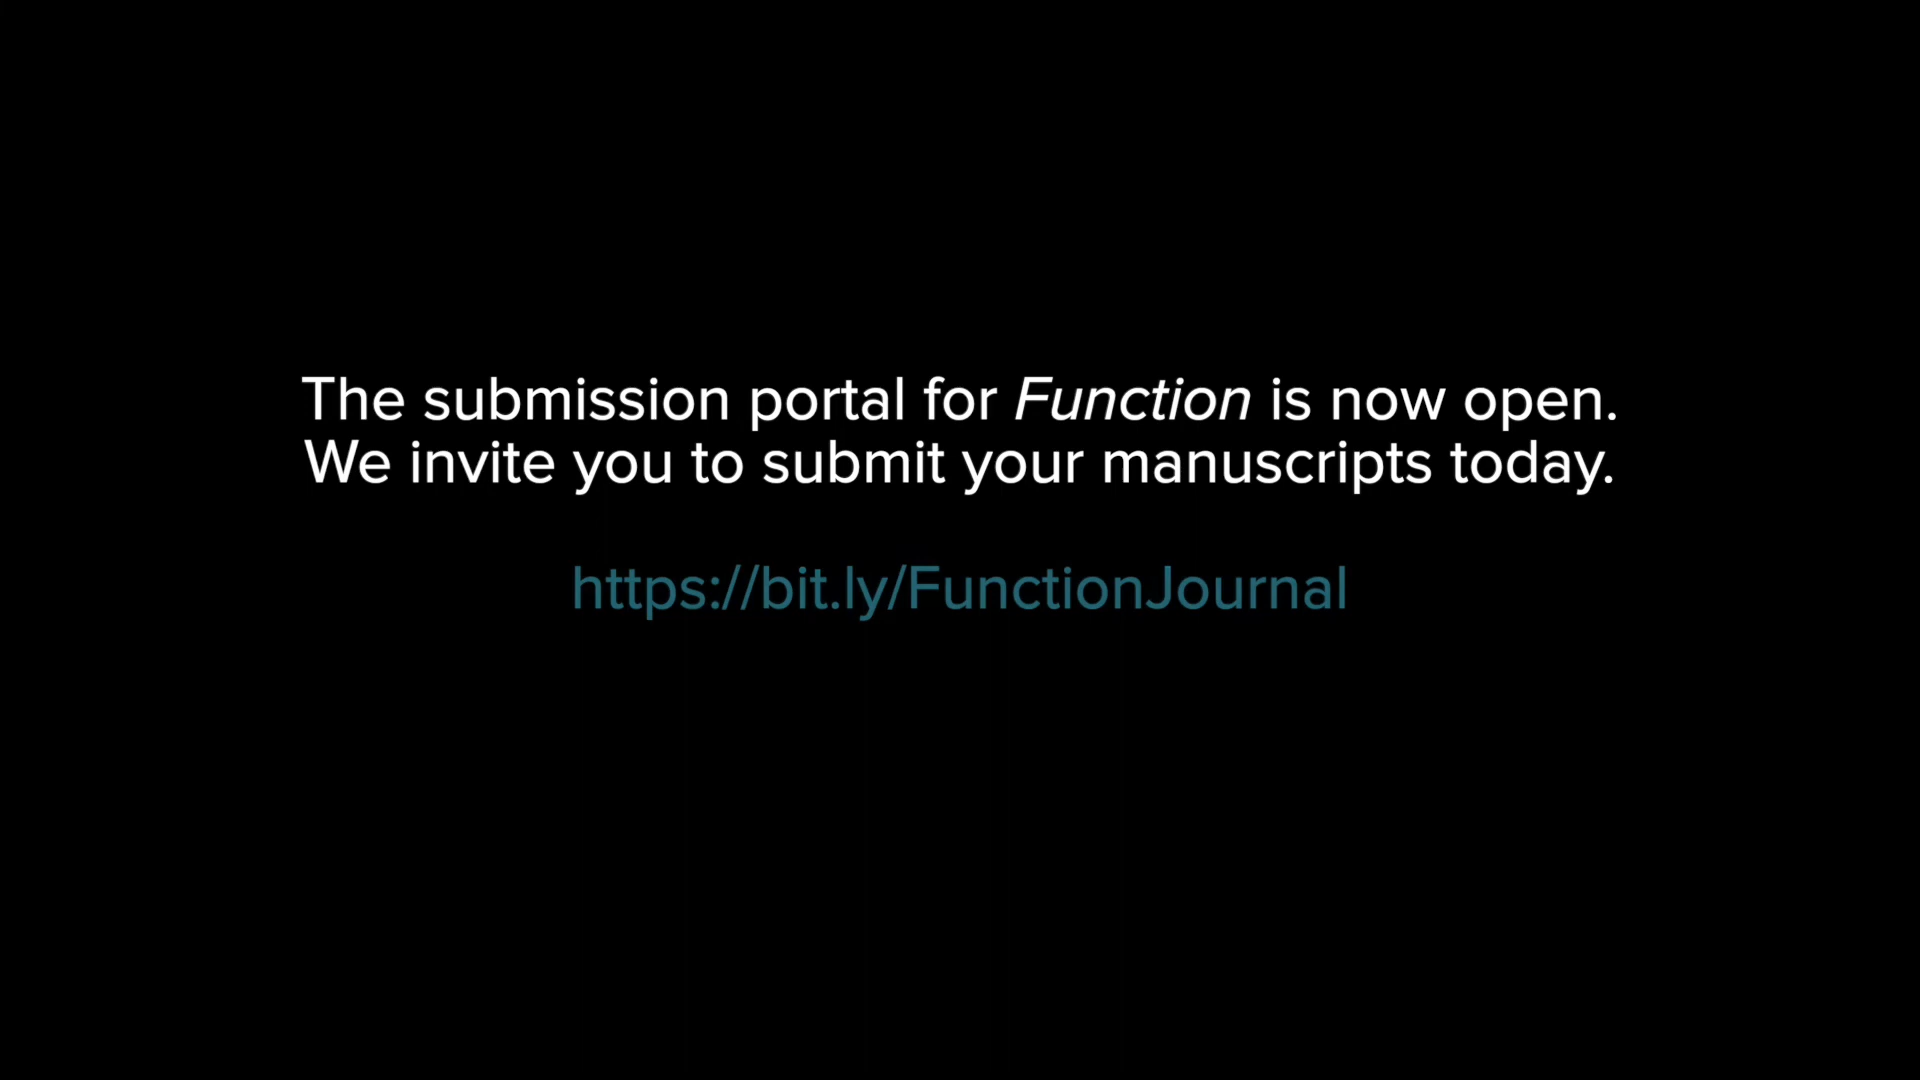 The submission portal for Function is now open.
We invite you to submit your manuscripts today.
https://bit.ly/FunctionJournal